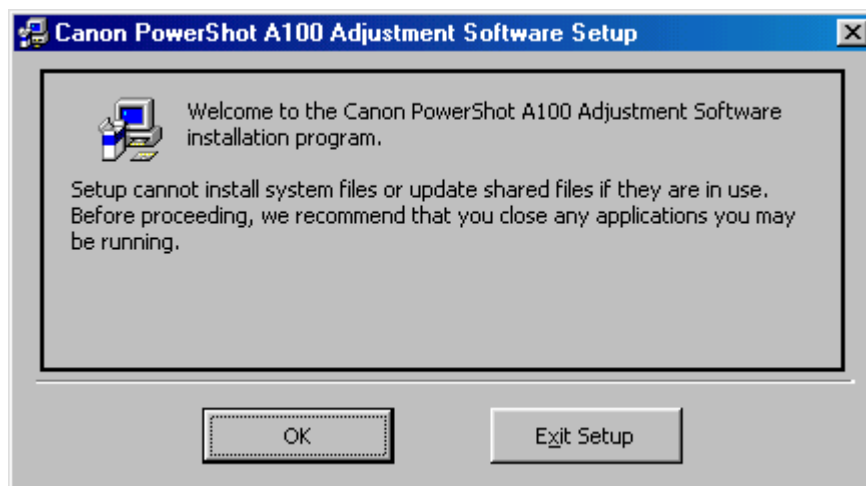 Canon PowerShot A100 Adjustment Software Setup
Welcome to the Canon PowerShot A100 Adjustment Software
installation program.
Setup cannot install system files or update shared files if they are in use.
Before proceeding, we recommend that you close any applications you may
be running.
OK
Exit Setup